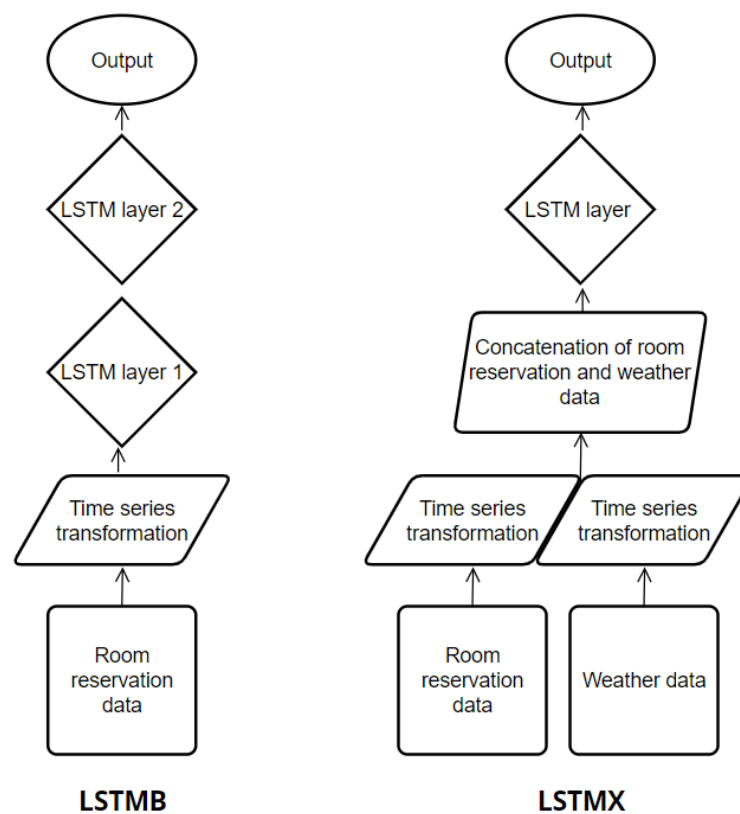 Output
LSTM layer 2
LSTM layer 1
Time series
transformation
Room
reservation
data
LSTMB
Output
LSTM layer
Concatenation of room
reservation and weather
data
Time series
transformation
Time series
transformation
Room
reservation
data
Weather data
LSTMX